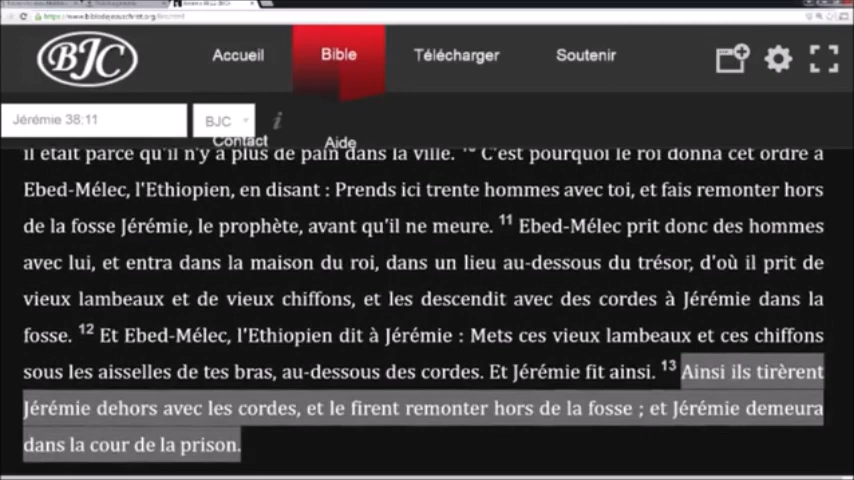 https://www.bibledejesuschrist.org/lire.html
BJC
Accueil
Bible
Télécharger
Soutenir
Jérémie 38:11
BJC
i
Contact
Aide
il était parce qu'il n'y a plus de pain dans la ville. 10 C'est pourquoi le roi donna cet ordre à
Ebed-Mélec, l'Ethiopien, en disant : Prends ici trente hommes avec toi, et fais remonter hors
de la fosse Jérémie, le prophète, avant qu'il ne meure. 11 Ebed-Mélec prit donc des hommes
avec lui, et entra dans la maison du roi, dans un lieu au-dessous du trésor, d'où il prit de
vieux lambeaux et de vieux chiffons, et les descendit avec des cordes à Jérémie dans la
fosse. 12 Et Ebed-Mélec, l'Ethiopien dit à Jérémie : Mets ces vieux lambeaux et ces chiffons
sous les aisselles de tes bras, au-dessous des cordes. Et Jérémie fit ainsi. 13 Ainsi ils tirèrent
Jérémie dehors avec les cordes, et le firent remonter hors de la fosse ; et Jérémie demeura
dans la cour de la prison.